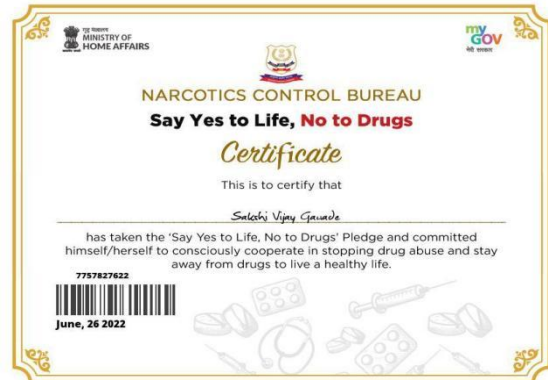 गृह मंत्रालय
MINISTRY OF
HOME AFFAIRS
my
GOV
मेरी सरकार
NARCOTICS CONTROL BUREAU
Say Yes to Life, No to Drugs
Certificate
This is to certify that
Sakshi Vijay Gawade
has taken the 'Say Yes to Life, No to Drugs' Pledge and committed
himself/herself to consciously cooperate in stopping drug abuse and stay
away from drugs to live a healthy life.
7757827622
June, 26 2022